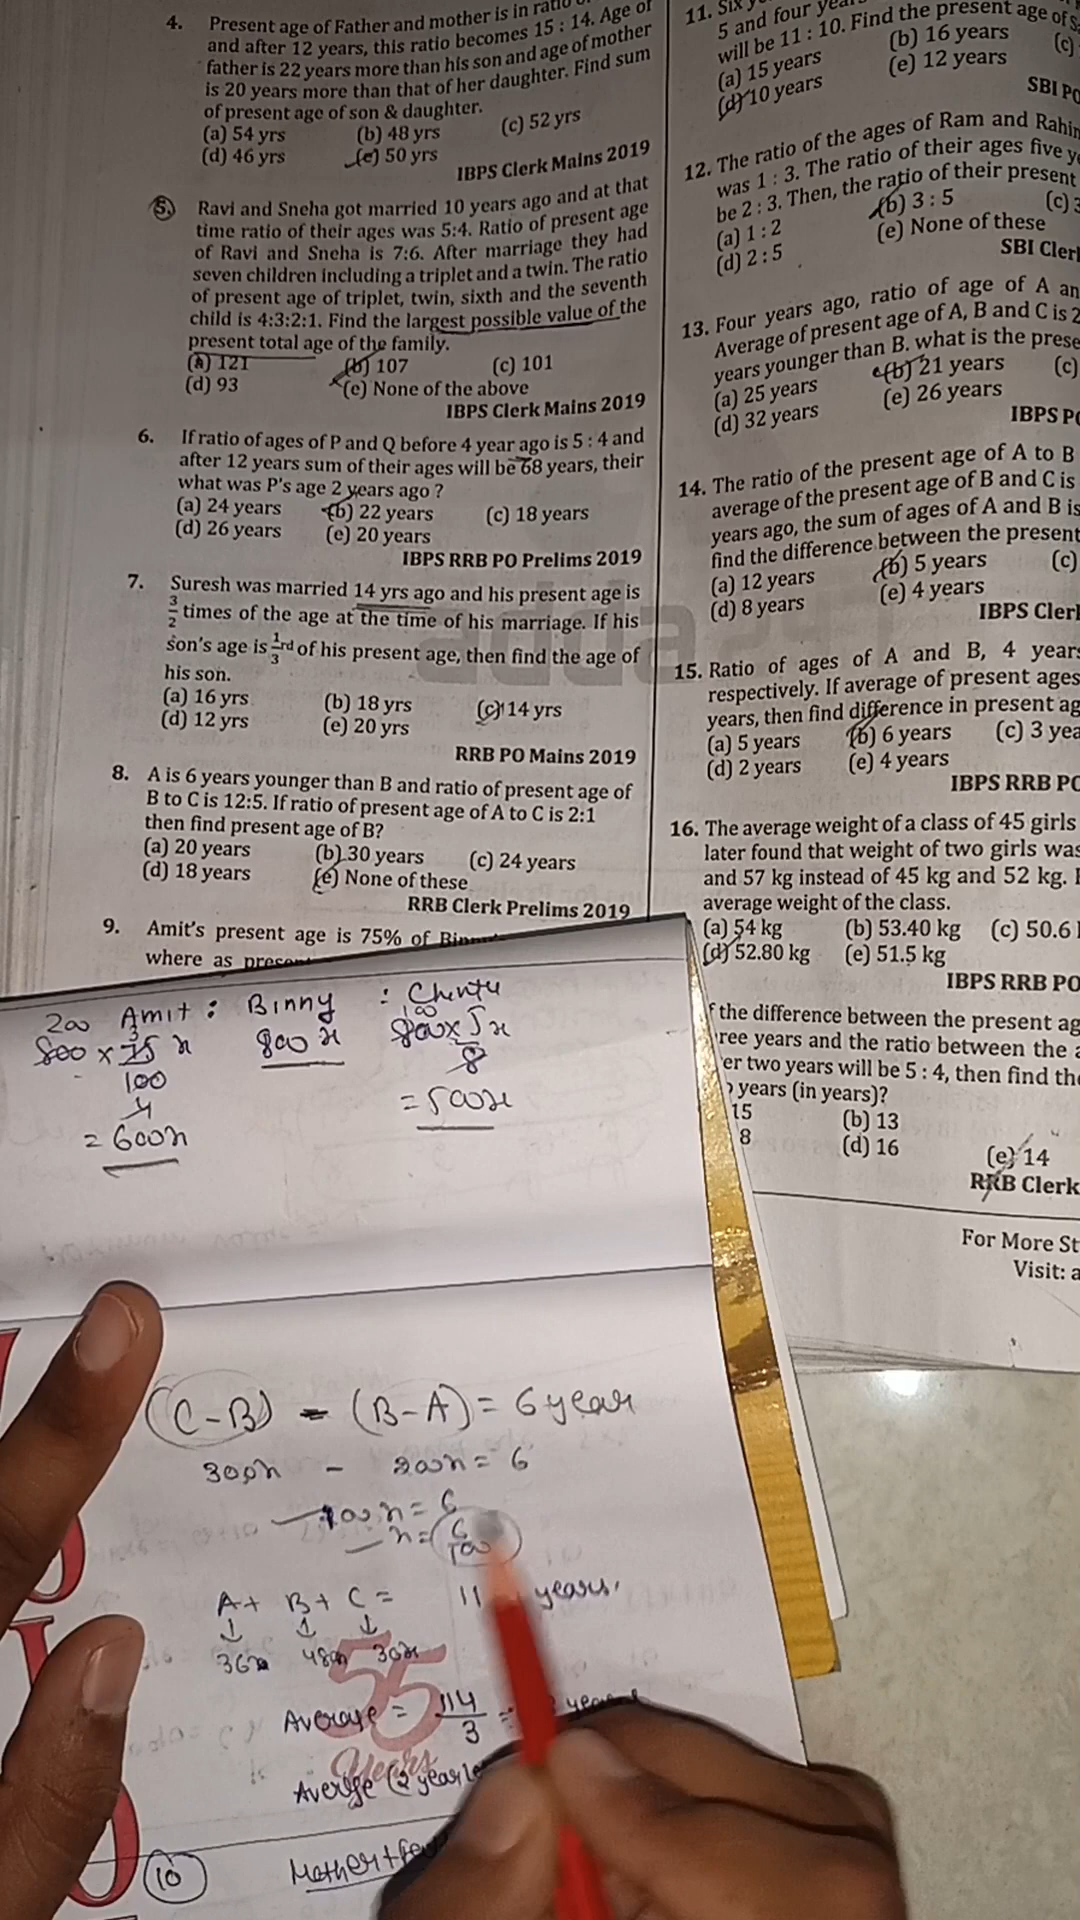 4. Present age of Father and mother is in ratio
and after 12 years, this ratio becomes 15 : 14. Age of
father is 22 years more than his son and age of mother
is 20 years more than that of her daughter. Find sum
of present age of son & daughter.
(a) 54 yrs (b) 48 yrs (c) 52 yrs
(d) 46 yrs (e) 50 yrs
IBPS Clerk Mains 2019
5. Ravi and Sneha got married 10 years ago and at that
time ratio of their ages was 5:4. Ratio of present age
of Ravi and Sneha is 7:6. After marriage they had
seven children including a triplet and a twin. The ratio
of present age of triplet, twin, sixth and the seventh
child is 4:3:2:1. Find the largest possible value of the
present total age of the family.
(a) 121 (b) 107 (c) 101
(d) 93 (e) None of the above
IBPS Clerk Mains 2019
6. If ratio of ages of P and Q before 4 year ago is 5 : 4 and
after 12 years sum of their ages will be 68 years, their
what was P's age 2 years ago ?
(a) 24 years (b) 22 years (c) 18 years
(d) 26 years (e) 20 years
IBPS RRB PO Prelims 2019
7. Suresh was married 14 yrs ago and his present age is
3/2 times of the age at the time of his marriage. If his
son's age is 1/3rd of his present age, then find the age of
his son.
(a) 16 yrs (b) 18 yrs (c) 14 yrs
(d) 12 yrs (e) 20 yrs
RRB PO Mains 2019
8. A is 6 years younger than B and ratio of present age of
B to C is 12:5. If ratio of present age of A to C is 2:1
then find present age of B?
(a) 20 years (b) 30 years (c) 24 years
(d) 18 years (e) None of these
RRB Clerk Prelims 2019
9. Amit's present age is 75% of
where as
11. Six
5 and four
will be 11 : 10. Find the present age of
(a) 15 years (b) 16 years (c)
(d) 10 years (e) 12 years
SBI PO
12. The ratio of the ages of Ram and Rahim
was 1 : 3. The ratio of their ages five
be 2 : 3. Then, the ratio of their present
(a) 1 : 2 (b) 3 : 5 (c)
(d) 2 : 5 (e) None of these
SBI Clerk
13. Four years ago, ratio of age of A an
Average of present age of A, B and C is 2
years younger than B. what is the prese
(a) 25 years (b) 21 years (c)
(d) 32 years (e) 26 years
IBPS PO
14. The ratio of the present age of A to B
average of the present age of B and C is
years ago, the sum of ages of A and B is
find the difference between the present
(a) 12 years (b) 5 years (c)
(d) 8 years (e) 4 years
IBPS Clerk
15. Ratio of ages of A and B, 4 years
respectively. If average of present ages
years, then find difference in present ag
(a) 5 years (b) 6 years (c) 3 yea
(d) 2 years (e) 4 years
IBPS RRB PO
16. The average weight of a class of 45 girls
later found that weight of two girls was
and 57 kg instead of 45 kg and 52 kg.
average weight of the class.
(a) 54 kg (b) 53.40 kg (c) 50.6
(d) 52.80 kg (e) 51.5 kg
IBPS RRB PO
the difference between the present ag
ree years and the ratio between the a
er two years will be 5 : 4, then find the
years (in years)?
15 (b) 13
8 (d) 16 (e) 14
RRB Clerk
For More St
Visit: a
Amit : Binny : Chintu
200 3 100
800 × 75 x 800 x 800 × 5x
100 8
4
= 600x = 500x
(C-B) - (B-A) = 6 year
300x - 200x = 6
100x = 6
x = 6/100
A + B + C = 11 years.
36x 48x 30x
Average = 114/3 =
Average (2 year
55
Years
10 Mother +